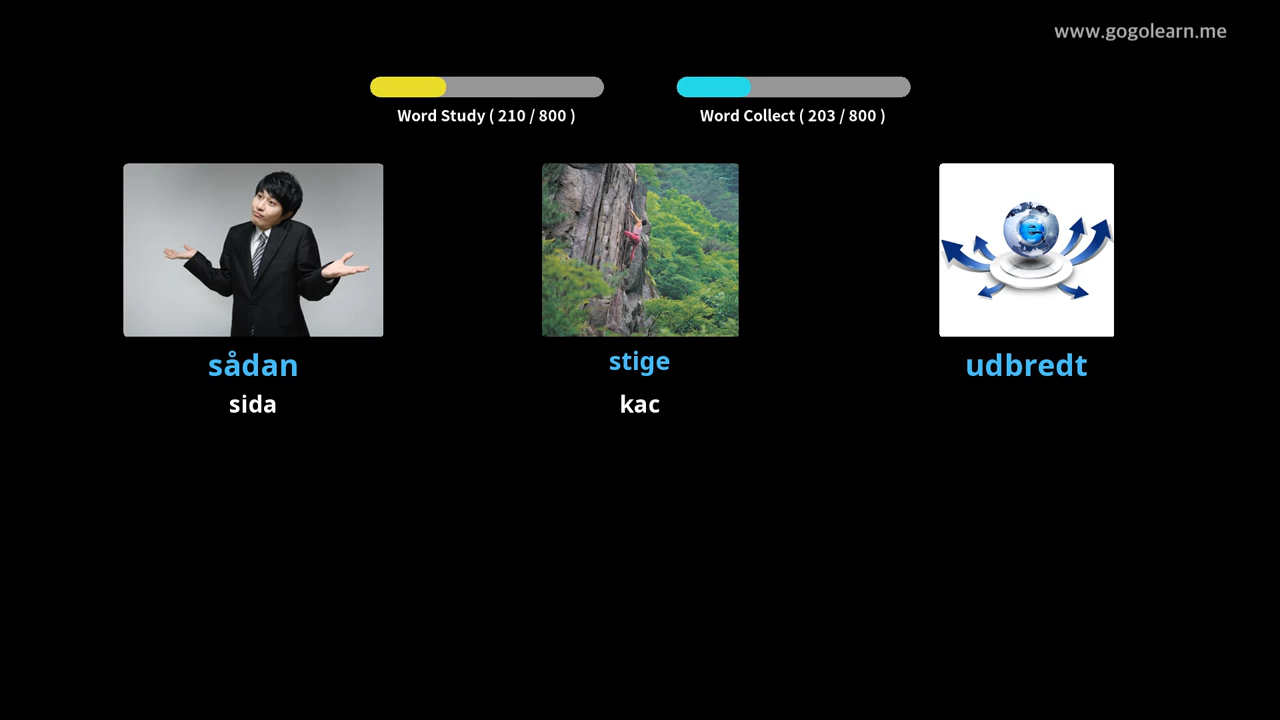 www.gogolearn.me
Word Study ( 210 / 800 )
Word Collect ( 203 / 800 )
sådan
stige
udbredt
sida
kac